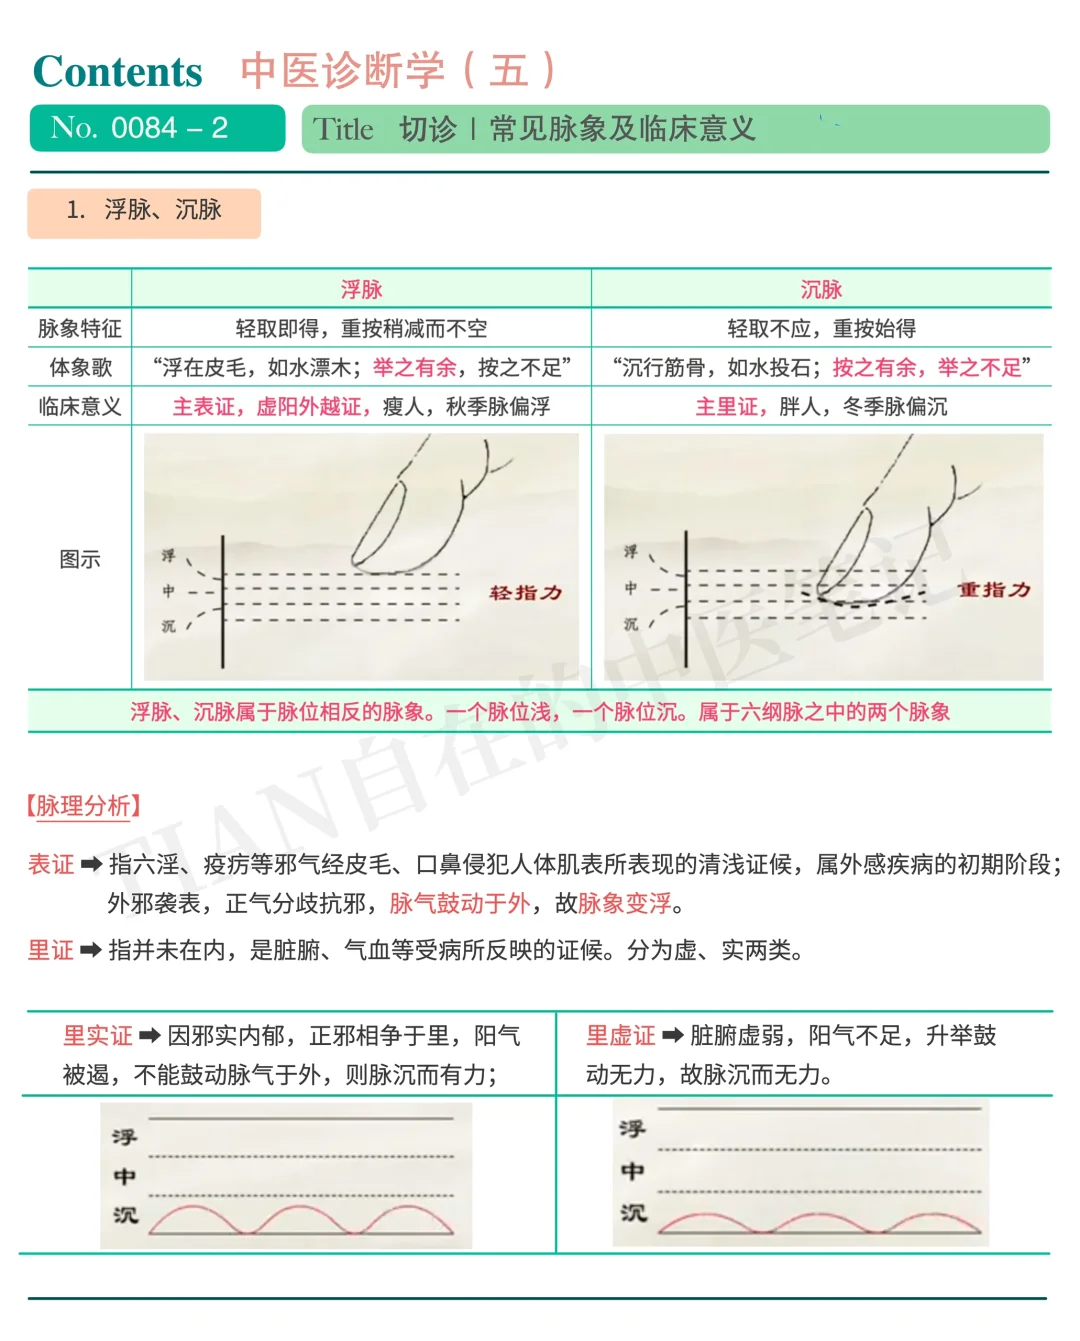 Contents 中医诊断学（五）
No. 0084 – 2
Title 切诊｜常见脉象及临床意义
1. 浮脉、沉脉
浮脉 沉脉
脉象特征 轻取即得，重按稍减而不空 轻取不应，重按始得
体象歌 “浮在皮毛，如水漂木；举之有余，按之不足” “沉行筋骨，如水投石；按之有余，举之不足”
临床意义 主表证，虚阳外越证，瘦人，秋季脉偏浮 主里证，胖人，冬季脉偏沉
图示
浮
中
沉
轻指力
浮
中
沉
重指力
浮脉、沉脉属于脉位相反的脉象。一个脉位浅，一个脉位沉。属于六纲脉之中的两个脉象
TIAN自在的中医笔记
【脉理分析】
表证 ➡ 指六淫、疫疠等邪气经皮毛、口鼻侵犯人体肌表所表现的清浅证候，属外感疾病的初期阶段；
外邪袭表，正气分歧抗邪，脉气鼓动于外，故脉象变浮。
里证 ➡ 指并未在内，是脏腑、气血等受病所反映的证候。分为虚、实两类。
里实证 ➡ 因邪实内郁，正邪相争于里，阳气
被遏，不能鼓动脉气于外，则脉沉而有力；
里虚证 ➡ 脏腑虚弱，阳气不足，升举鼓
动无力，故脉沉而无力。
浮
中
沉
浮
中
沉